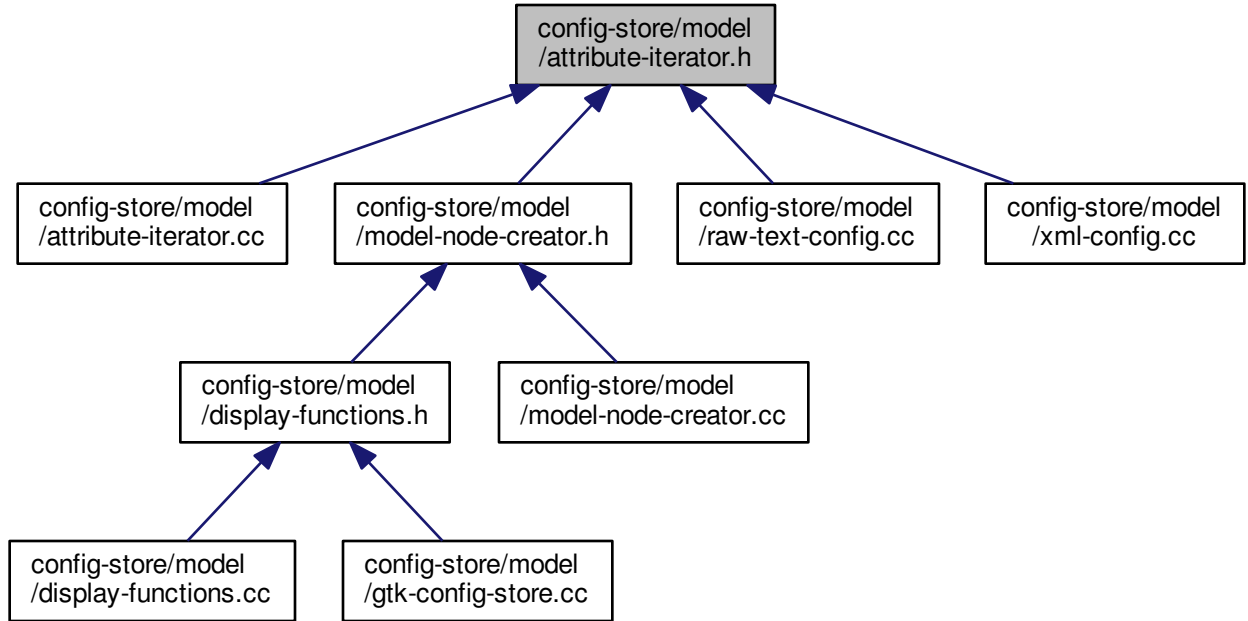 config-store/model
/attribute-iterator.h
config-store/model
/attribute-iterator.cc
config-store/model
/model-node-creator.h
config-store/model
/raw-text-config.cc
config-store/model
/xml-config.cc
config-store/model
/display-functions.h
config-store/model
/model-node-creator.cc
config-store/model
/display-functions.cc
config-store/model
/gtk-config-store.cc